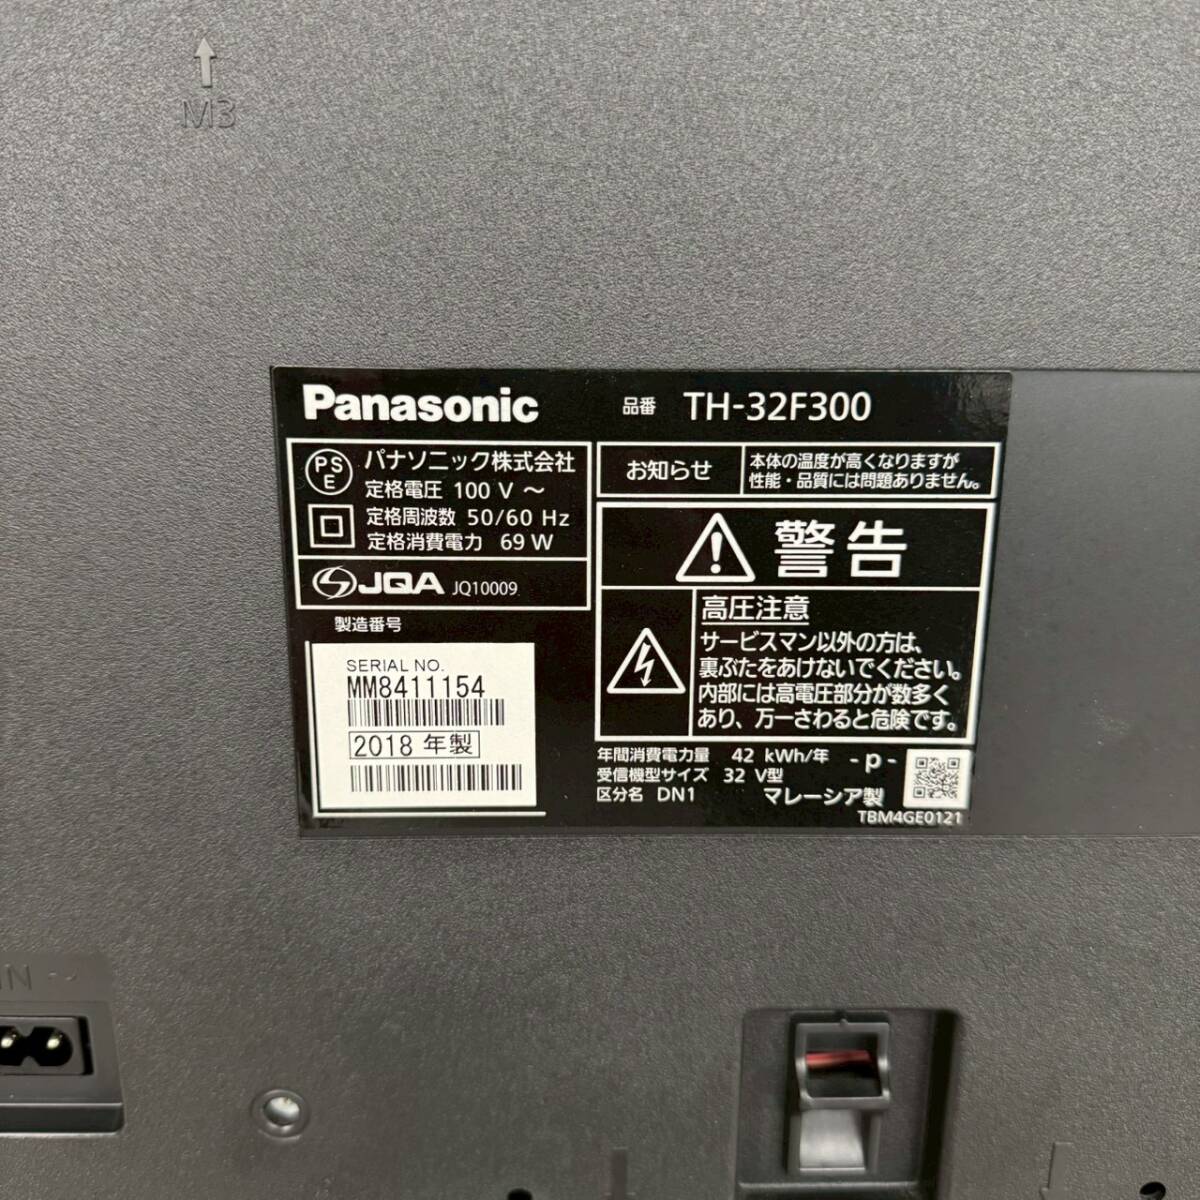 M3
Panasonic 品番 TH-32F300
PS
E
パナソニック株式会社
定格電圧 100 V ～
定格周波数 50/60 Hz
定格消費電力 69 W
JQA JQ10009
製造番号
SERIAL NO.
MM8411154
2018 年製
お知らせ
本体の温度が高くなりますが
性能・品質には問題ありません。
警告
高圧注意
サービスマン以外の方は、
裏ぶたをあけないでください。
内部には高電圧部分が数多く
あり、万一さわると危険です。
年間消費電力量 42 kWh/年 -p-
受信機型サイズ 32 V型
区分名 DN1 マレーシア製
TBM4GE0121
IN ～